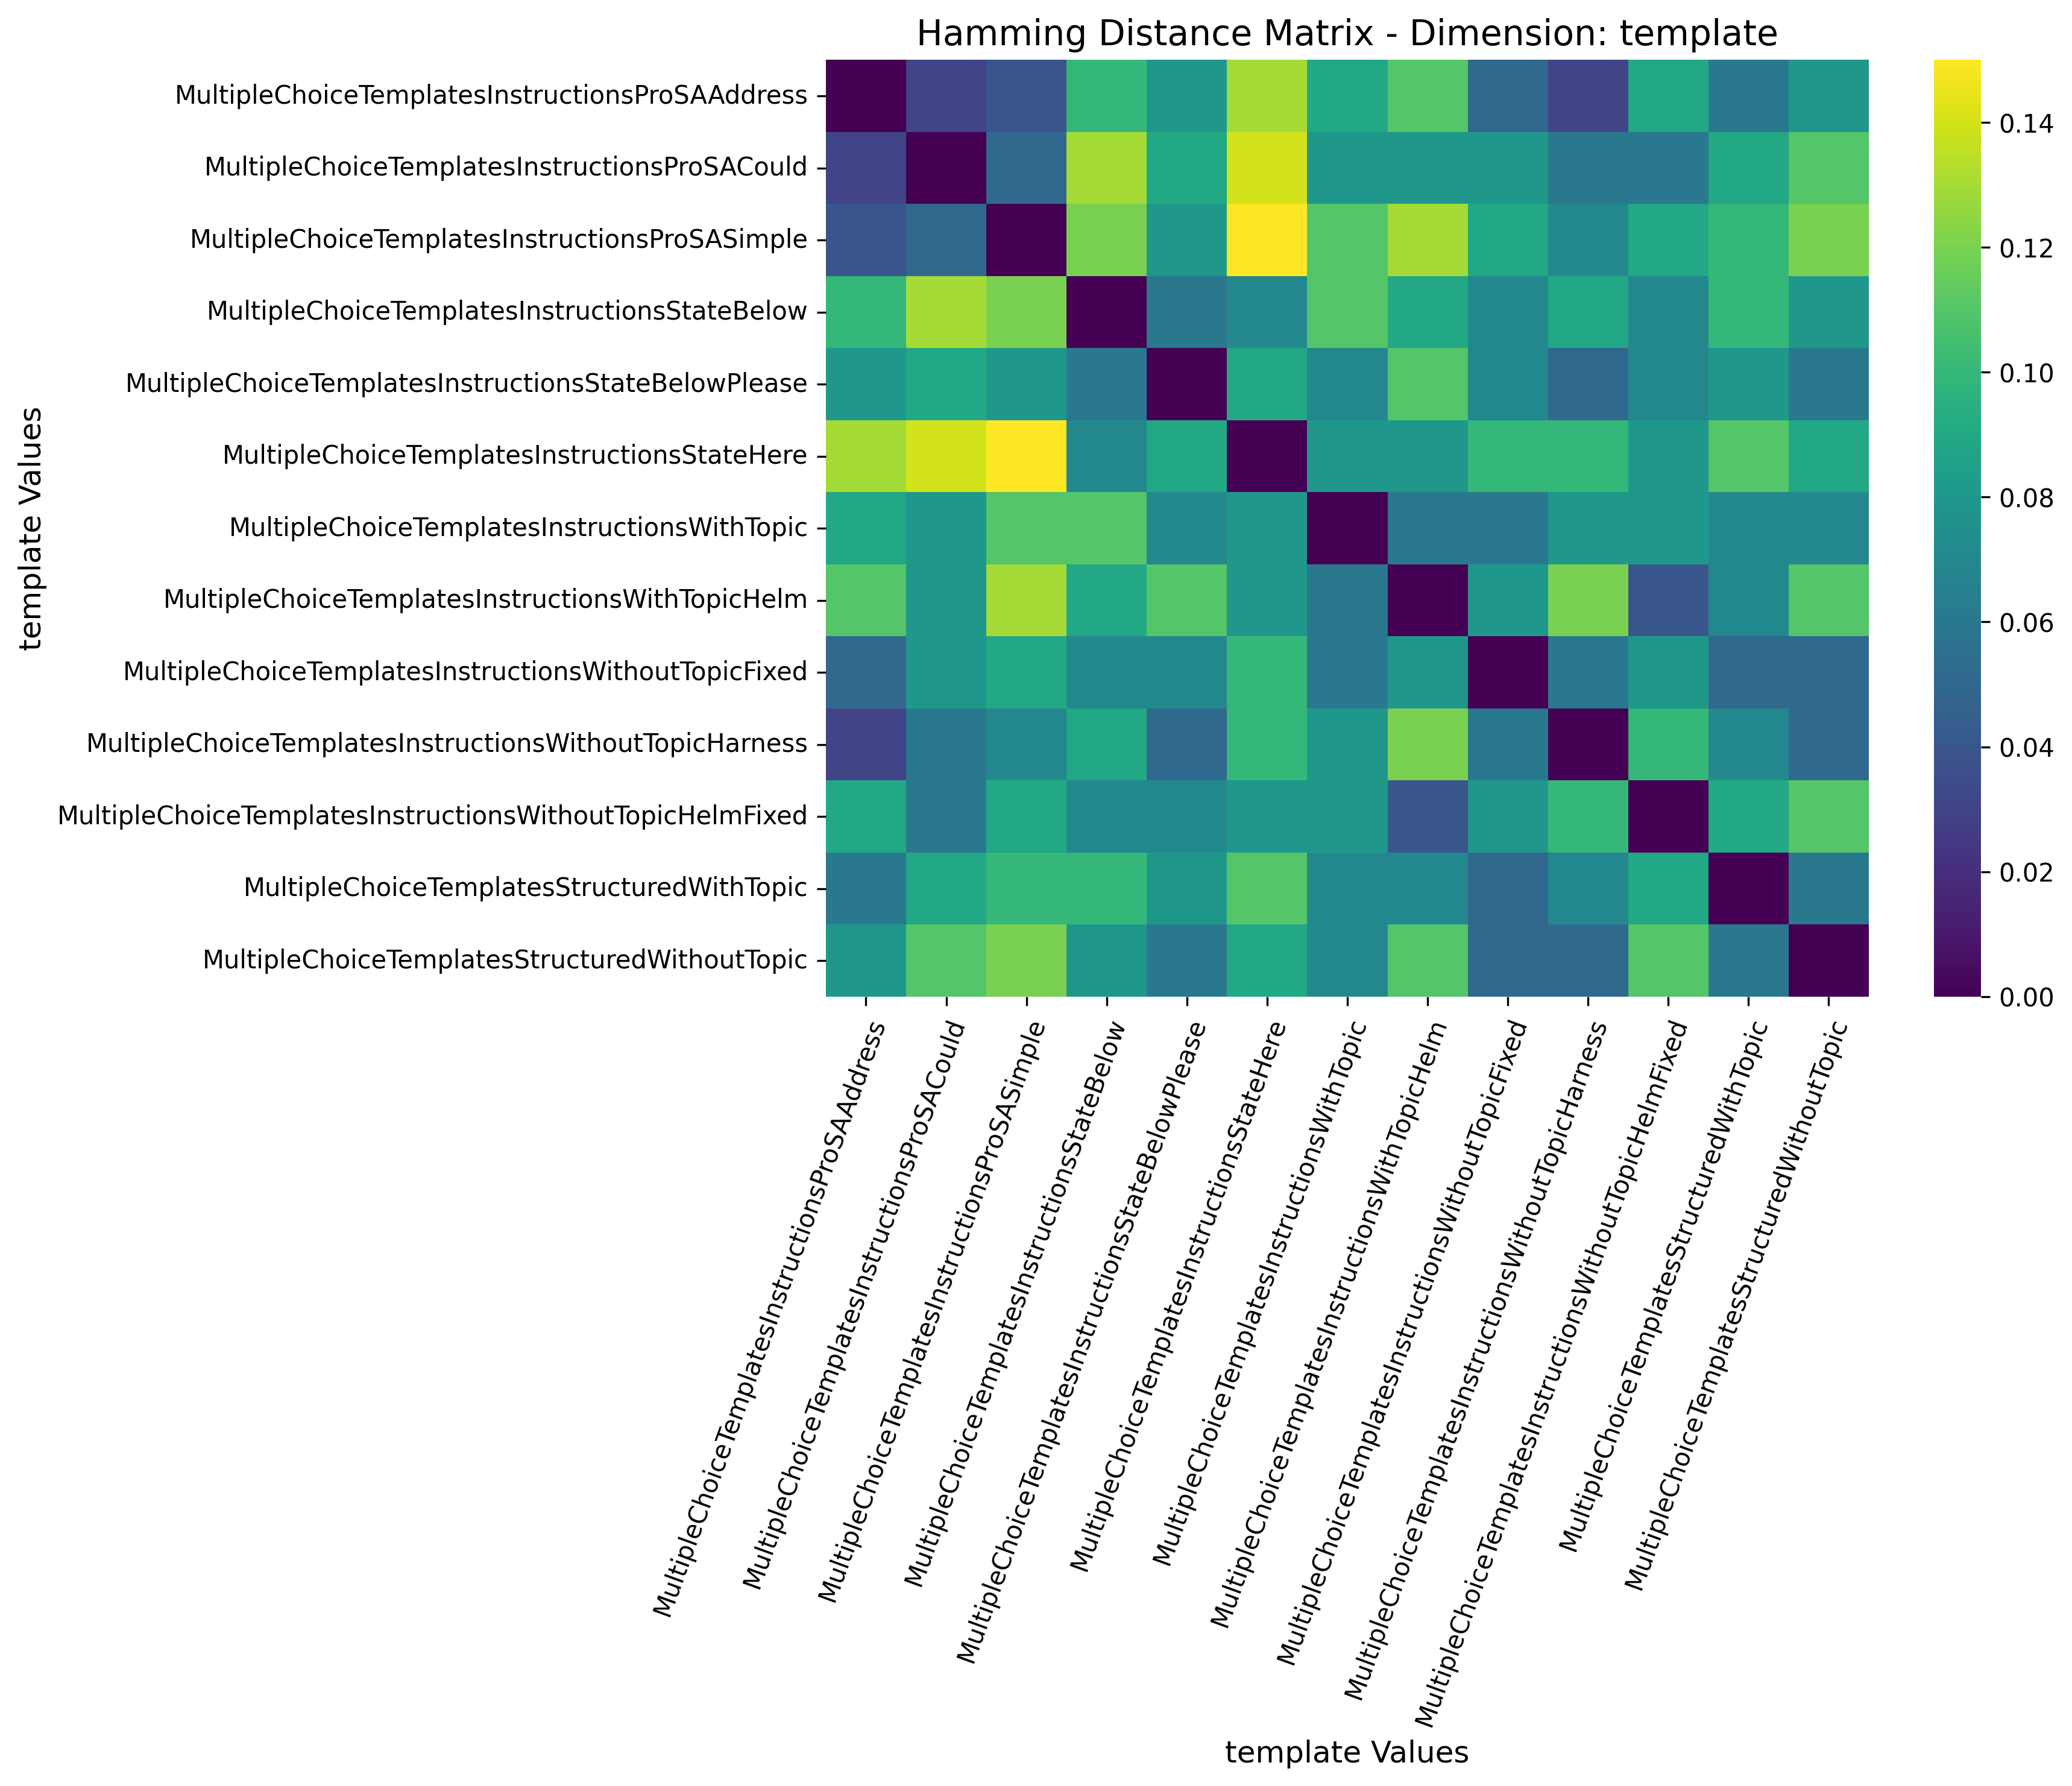 Hamming Distance Matrix - Dimension: template
template Values
MultipleChoiceTemplatesInstructionsProSAAddress
MultipleChoiceTemplatesInstructionsProSACould
MultipleChoiceTemplatesInstructionsProSASimple
MultipleChoiceTemplatesInstructionsStateBelow
MultipleChoiceTemplatesInstructionsStateBelowPlease
MultipleChoiceTemplatesInstructionsStateHere
MultipleChoiceTemplatesInstructionsWithTopic
MultipleChoiceTemplatesInstructionsWithTopicHelm
MultipleChoiceTemplatesInstructionsWithoutTopicFixed
MultipleChoiceTemplatesInstructionsWithoutTopicHarness
MultipleChoiceTemplatesInstructionsWithoutTopicHelmFixed
MultipleChoiceTemplatesStructuredWithTopic
MultipleChoiceTemplatesStructuredWithoutTopic
0.14
0.12
0.10
0.08
0.06
0.04
0.02
0.00
MultipleChoiceTemplatesInstructionsProSAAddress
MultipleChoiceTemplatesInstructionsProSACould
MultipleChoiceTemplatesInstructionsProSASimple
MultipleChoiceTemplatesInstructionsStateBelow
MultipleChoiceTemplatesInstructionsStateBelowPlease
MultipleChoiceTemplatesInstructionsStateHere
MultipleChoiceTemplatesInstructionsWithTopic
MultipleChoiceTemplatesInstructionsWithTopicHelm
MultipleChoiceTemplatesInstructionsWithoutTopicFixed
MultipleChoiceTemplatesInstructionsWithoutTopicHarness
MultipleChoiceTemplatesInstructionsWithoutTopicHelmFixed
MultipleChoiceTemplatesStructuredWithTopic
MultipleChoiceTemplatesStructuredWithoutTopic
template Values